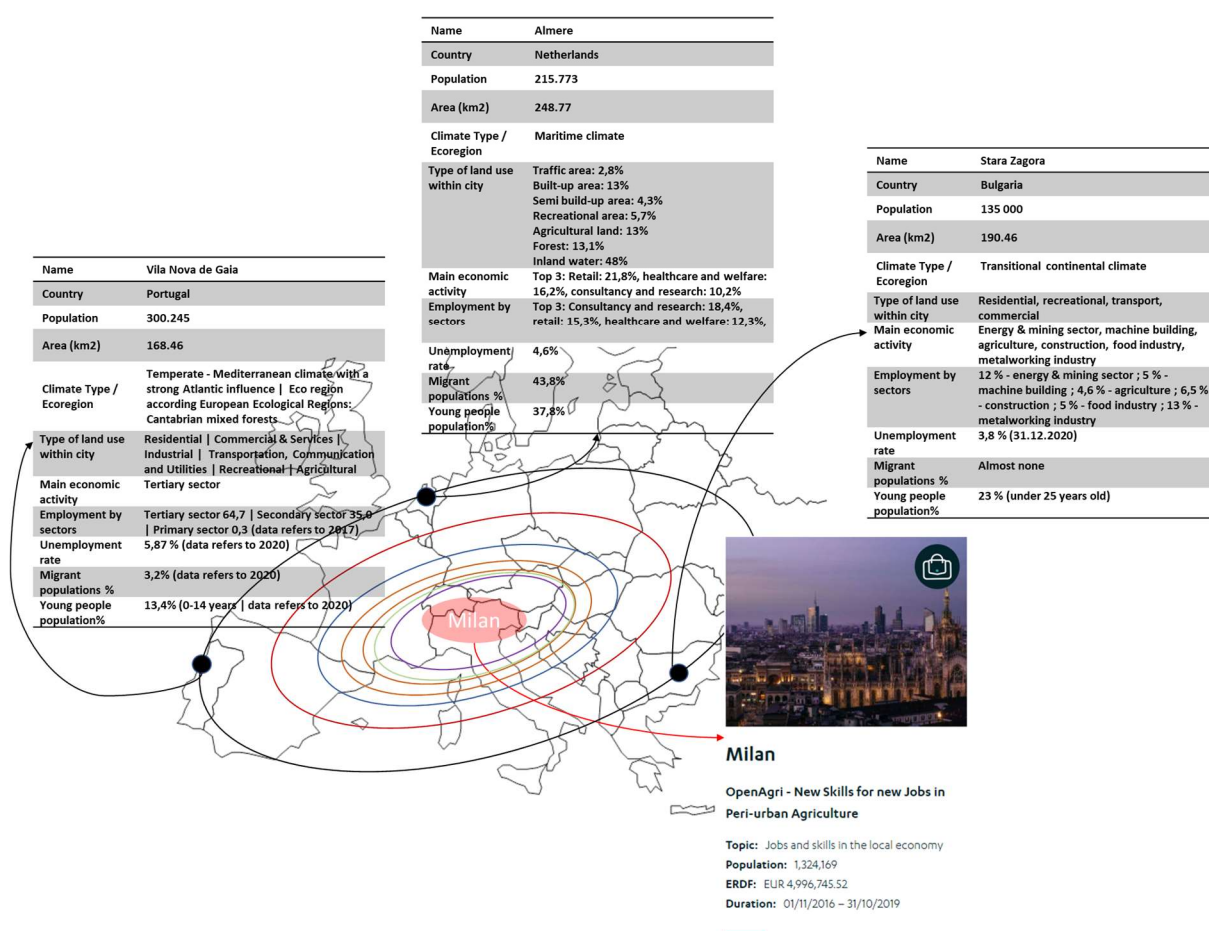 Name Almere
Country Netherlands
Population 215.773
Area (km2) 248.77
Climate Type / Maritime climate
Ecoregion
Type of land use Traffic area: 2,8%
within city Built-up area: 13%
Semi build-up area: 4,3%
Recreational area: 5,7%
Agricultural land: 13%
Forest: 13,1%
Inland water: 48%
Main economic Top 3: Retail: 21,8%, healthcare and welfare:
activity 16,2%, consultancy and research: 10,2%
Employment by Top 3: Consultancy and research: 18,4%,
sectors retail: 15,3%, healthcare and welfare: 12,3%,
Unemployment 4,6%
rate
Migrant 43,8%
populations %
Young people 37,8%
population%
Name Stara Zagora
Country Bulgaria
Population 135 000
Area (km2) 190.46
Climate Type / Transitional continental climate
Ecoregion
Type of land use Residential, recreational, transport,
within city commercial
Main economic Energy & mining sector, machine building,
activity agriculture, construction, food industry,
metalworking industry
Employment by 12 % - energy & mining sector ; 5 % -
sectors machine building ; 4,6 % - agriculture ; 6,5 %
- construction ; 5 % - food industry ; 13 % -
metalworking industry
Unemployment 3,8 % (31.12.2020)
rate
Migrant Almost none
populations %
Young people 23 % (under 25 years old)
population%
Name Vila Nova de Gaia
Country Portugal
Population 300.245
Area (km2) 168.46
Climate Type / Temperate - Mediterranean climate with a
Ecoregion strong Atlantic influence | Eco region
according European Ecological Regions:
Cantabrian mixed forests
Type of land use Residential | Commercial & Services |
within city Industrial | Transportation, Communication
and Utilities | Recreational | Agricultural
Main economic Tertiary sector
activity
Employment by Tertiary sector 64,7 | Secondary sector 35,0
sectors | Primary sector 0,3 (data refers to 2017)
Unemployment 5,87 % (data refers to 2020)
rate
Migrant 3,2% (data refers to 2020)
populations %
Young people 13,4% (0-14 years | data refers to 2020)
population%
Milan
Milan
OpenAgri - New Skills for new Jobs in
Peri-urban Agriculture
Topic: Jobs and skills in the local economy
Population: 1,324,169
ERDF: EUR 4,996,745.52
Duration: 01/11/2016 – 31/10/2019